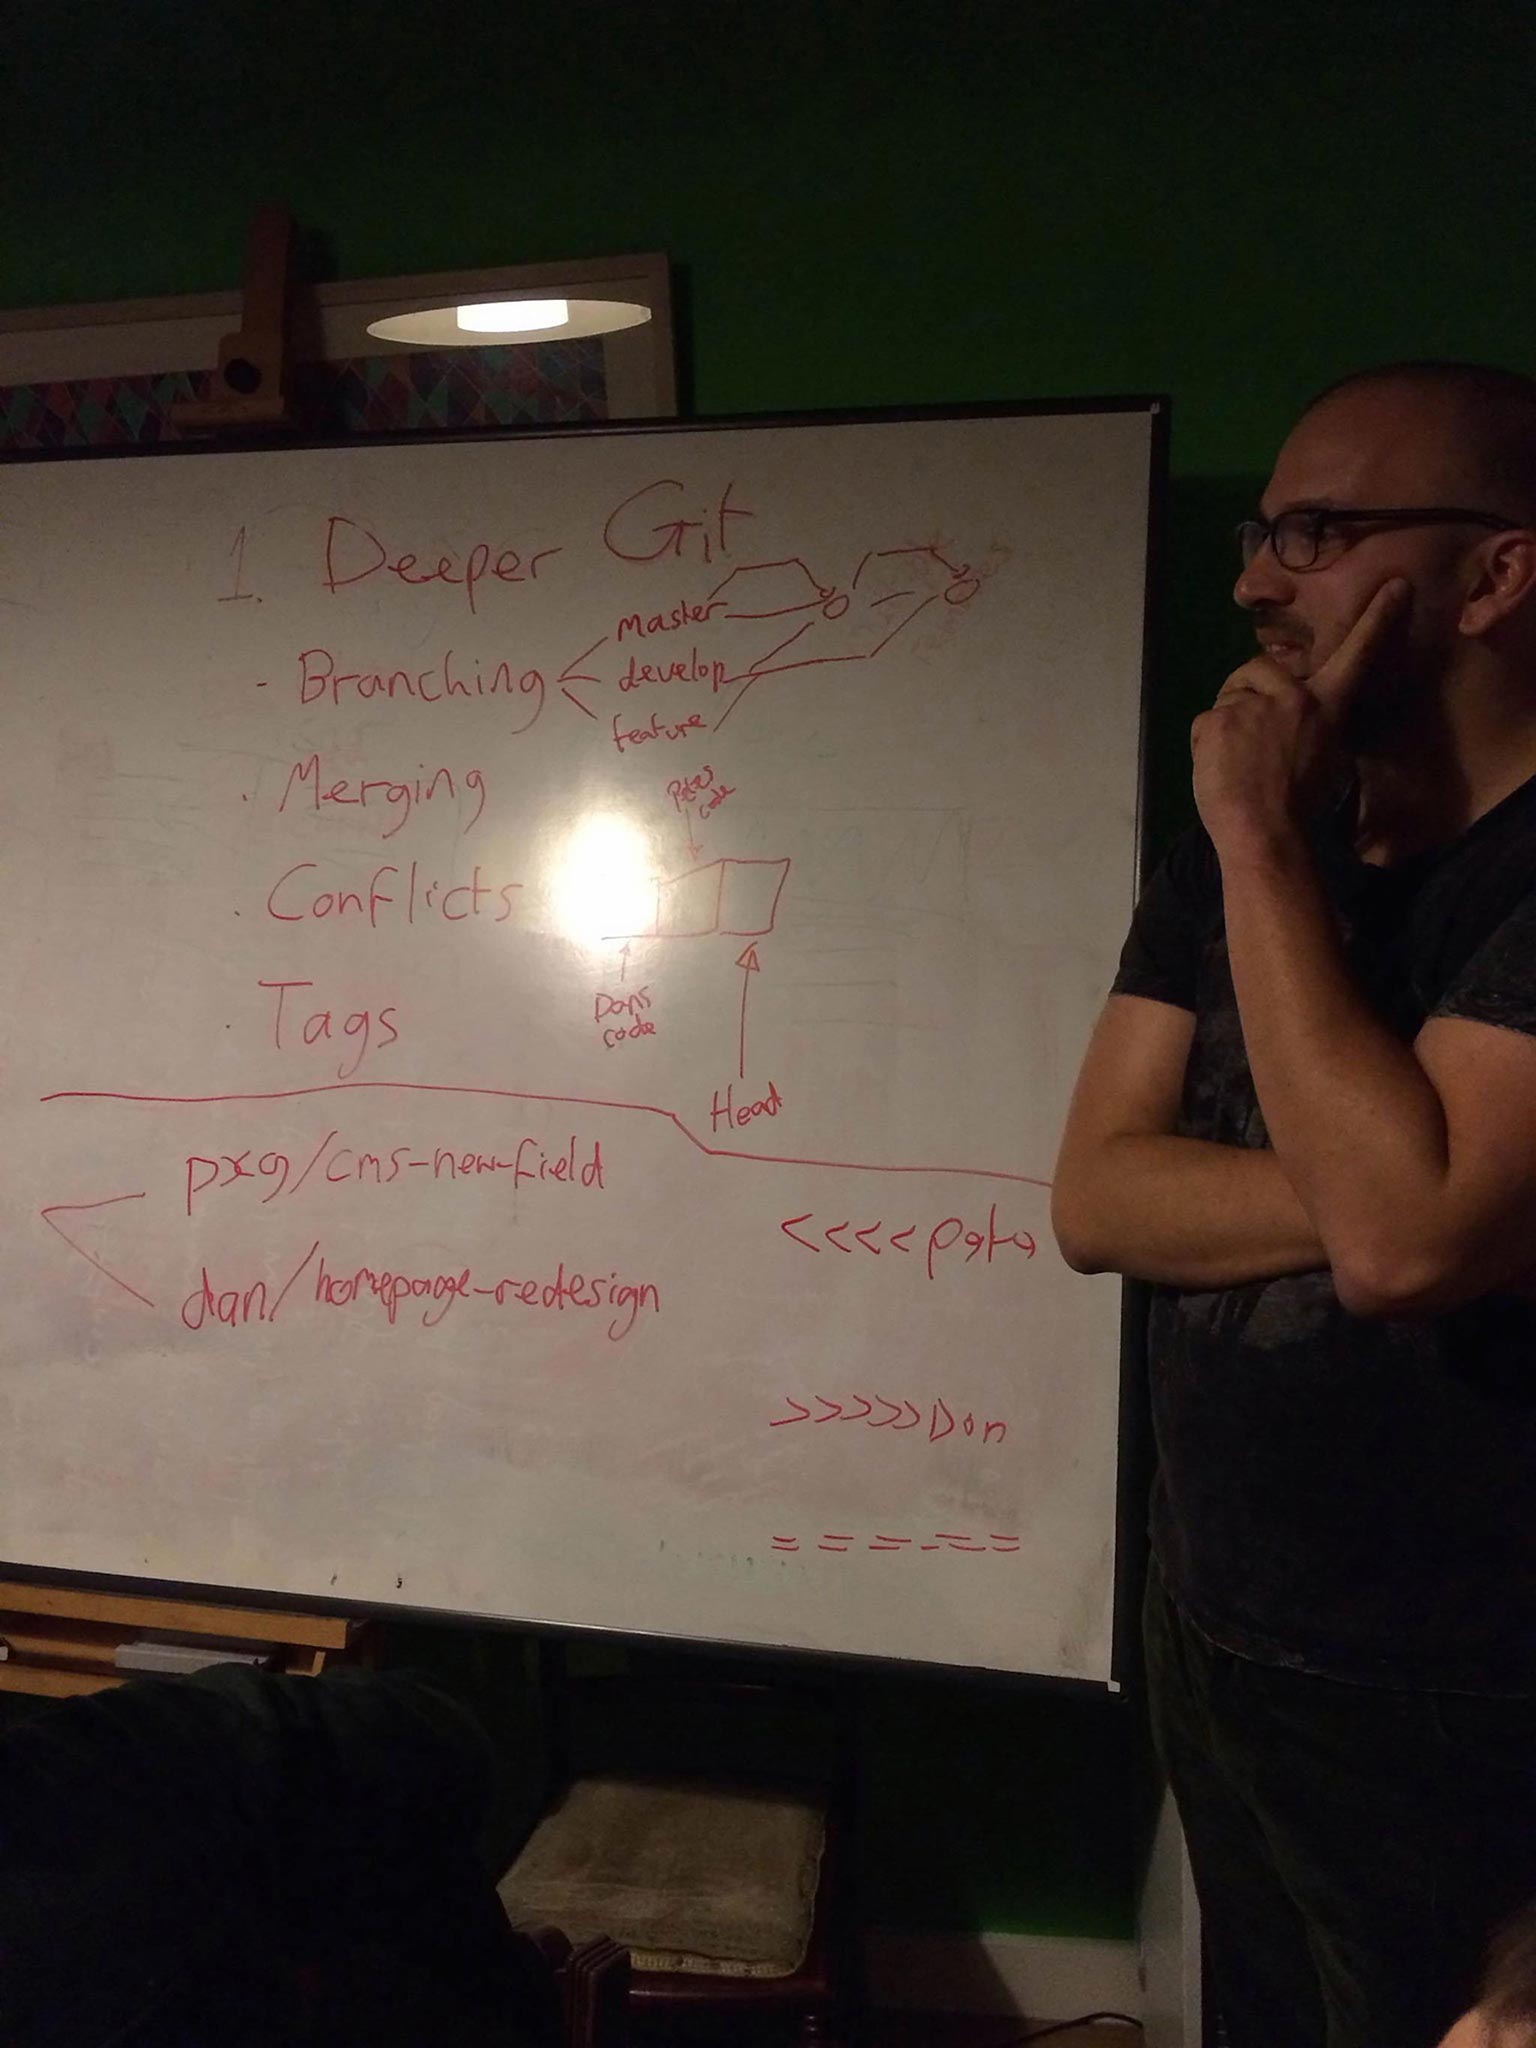 1. Deeper Git
- Branching
master
develop
feature
· Merging
Petes
code
· Conflicts
Dans
code
· Tags
Head
pxg/cms-new-field
dan/homepage-redesign
<<<< pete
>>>>> Dan
= = = - = =